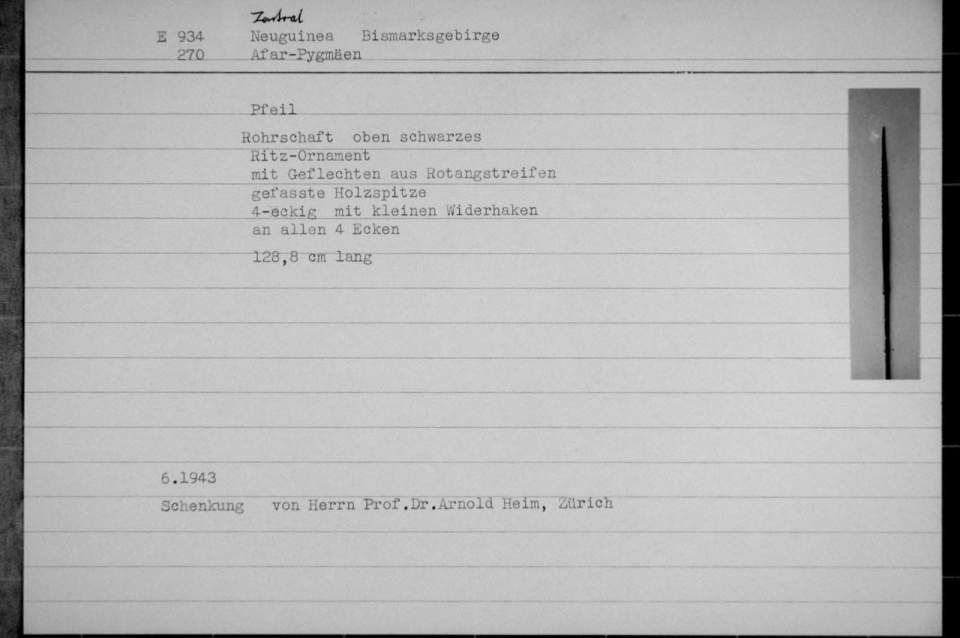 Zentral
E 934 Neuguinea Bismarksgebirge
270 Afar-Pygmäen
Pfeil
Rohrschaft oben schwarzes
Ritz-Ornament
mit Geflechten aus Rotangstreifen
gefasste Holzspitze
4-eckig mit kleinen Widerhaken
an allen 4 Ecken
128,8 cm lang
6.1943
Schenkung von Herrn Prof.Dr.Arnold Heim, Zürich